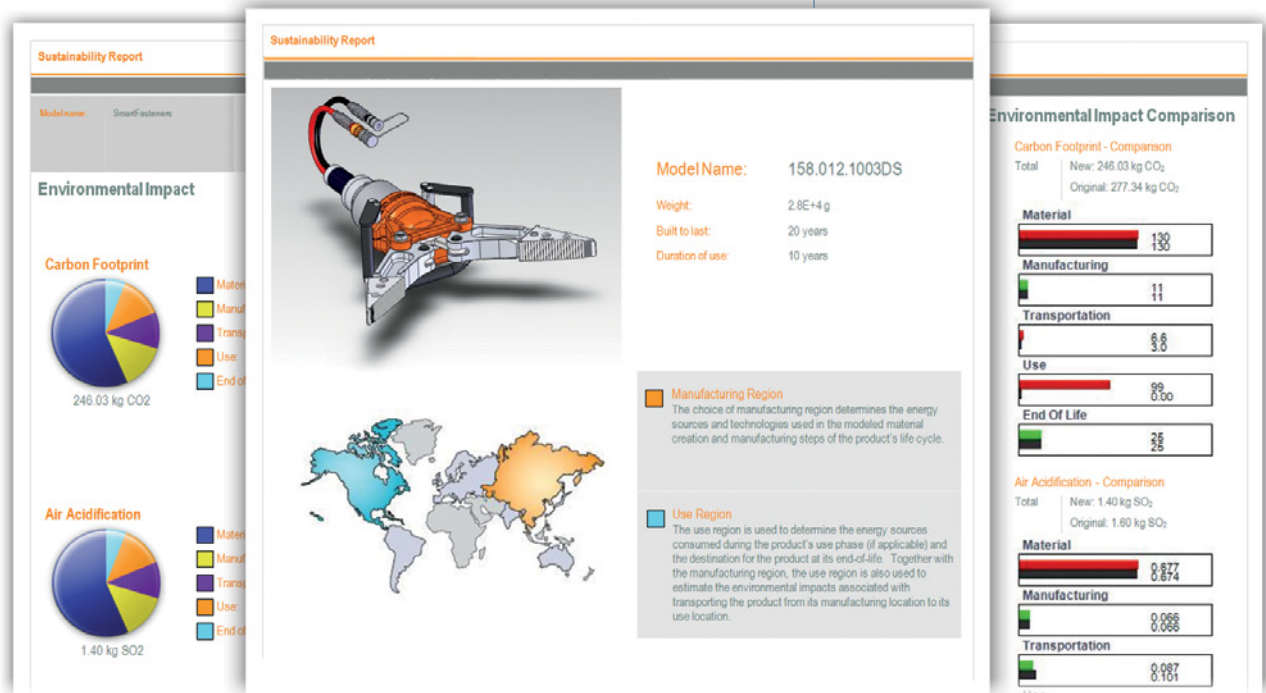 Sustainability Report
Model name: SmartFasteners
Environmental Impact
Carbon Footprint
Use:
246.03 kg CO2
Air Acidification
Use:
1.40 kg SO2
Sustainability Report
Model Name: 158.012.1003DS
Weight: 2.8E+4 g
Built to last: 20 years
Duration of use: 10 years
Manufacturing Region
The choice of manufacturing region determines the energy
sources and technologies used in the modeled material
creation and manufacturing steps of the product's life cycle.
Use Region
The use region is used to determine the energy sources
consumed during the product's use phase (if applicable) and
the destination for the product at its end-of-life. Together with
the manufacturing region, the use region is also used to
estimate the environmental impacts associated with
transporting the product from its manufacturing location to its
use location.
Environmental Impact Comparison
Carbon Footprint - Comparison
Total New: 246.03 kg CO₂
Original: 277.34 kg CO₂
Material
130
130
Manufacturing
11
11
Transportation
6.6
3.0
Use
99
0.00
End Of Life
25
25
Air Acidification - Comparison
Total New: 1.40 kg SO₂
Original: 1.60 kg SO₂
Material
0.677
0.674
Manufacturing
0.066
0.066
Transportation
0.087
0.101